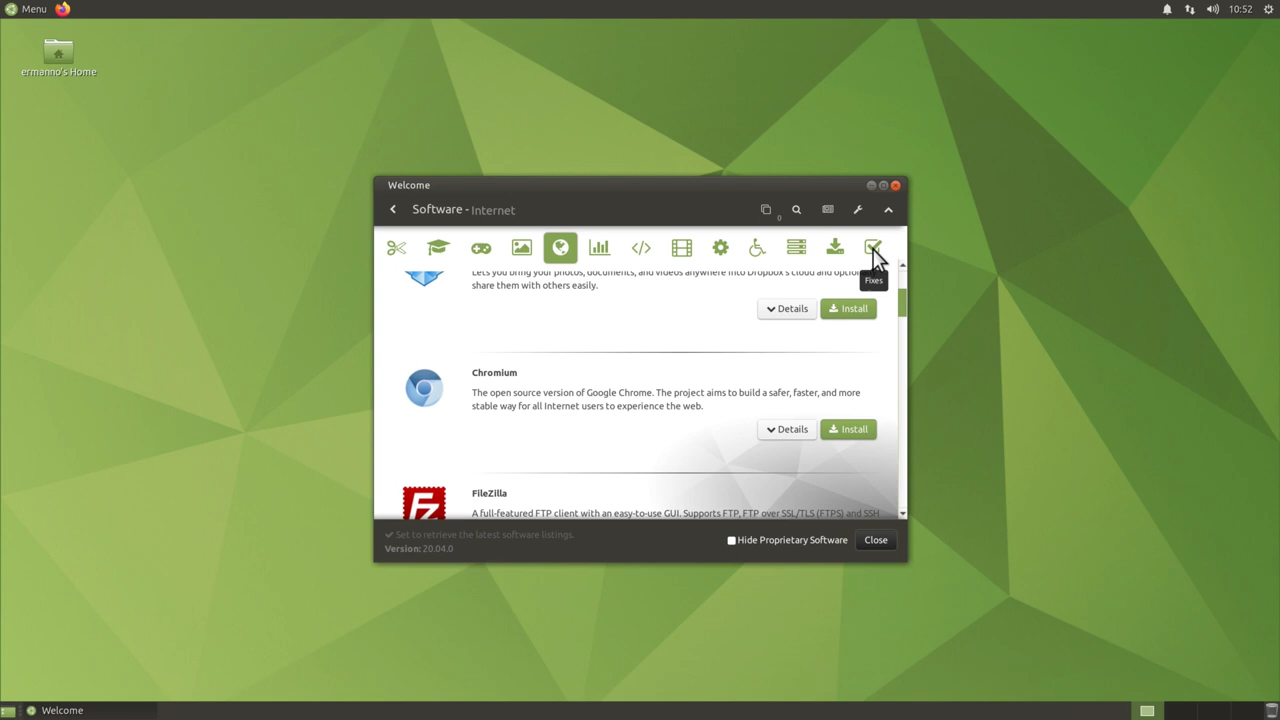 Menu
10:52
ermanno's Home
Welcome
Software - Internet
0
Fixes
Lets you bring your photos, documents, and videos anywhere into Dropbox's cloud and option
share them with others easily.
Details
Install
Chromium
The open source version of Google Chrome. The project aims to build a safer, faster, and more
stable way for all Internet users to experience the web.
Details
Install
FileZilla
Fz
A full-featured FTP client with an easy-to-use GUI. Supports FTP, FTP over SSL/TLS (FTPS) and SSH
Set to retrieve the latest software listings.
Version: 20.04.0
Hide Proprietary Software
Close
Welcome